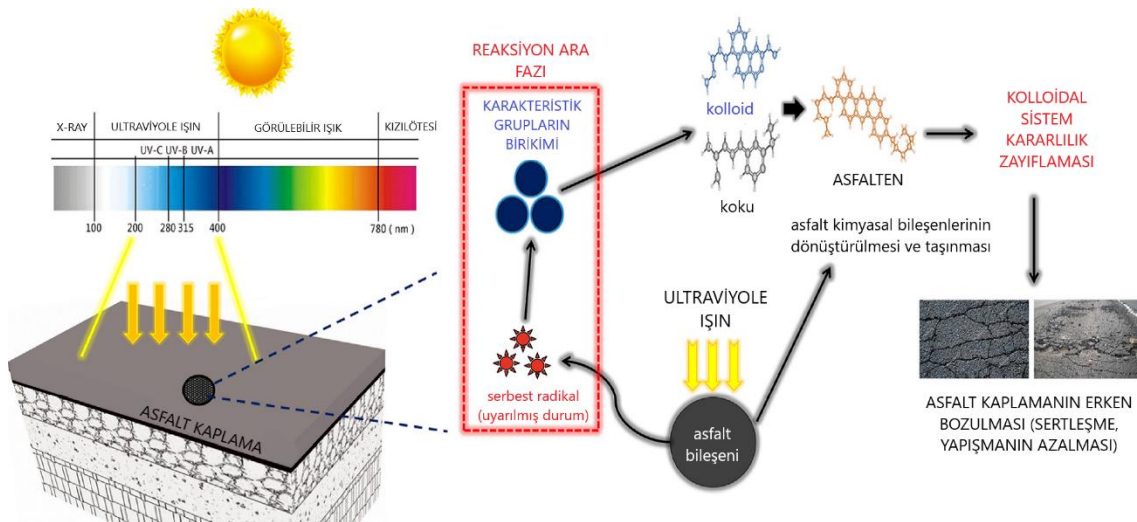 X-RAY
ULTRAVİYOLE IŞIN
GÖRÜLEBİLİR IŞIK
KIZILÖTESİ
UV-C UV-B UV-A
100 200 280 315 400 780 ( nm )
ASFALT KAPLAMA
REAKSİYON ARA
FAZI
KARAKTERİSTİK
GRUPLARIN
BİRİKİMİ
serbest radikal
(uyarılmış durum)
kolloid
koku
ASFALTEN
KOLLOİDAL
SİSTEM
KARARLILIK
ZAYIFLAMASI
asfalt kimyasal bileşenlerinin
dönüştürülmesi ve taşınması
ULTRAVİYOLE
IŞIN
asfalt
bileşeni
ASFALT KAPLAMANIN ERKEN
BOZULMASI (SERTLEŞME,
YAPIŞMANIN AZALMASI)